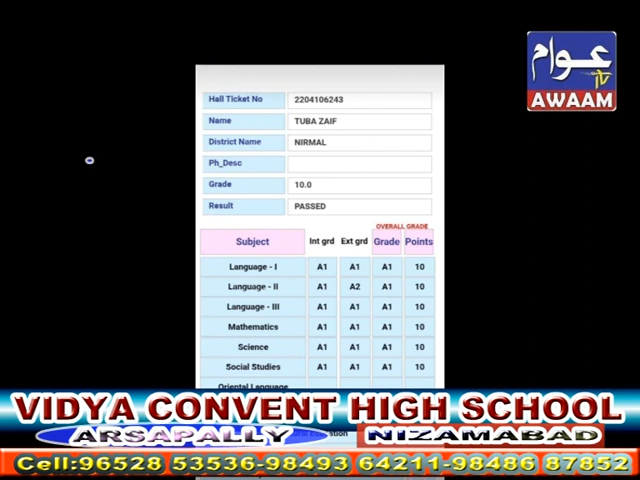 عوام
tv
AWAAM
Hall Ticket No 2204106243
Name TUBA ZAIF
District Name NIRMAL
Ph_Desc
Grade 10.0
Result PASSED
OVERALL GRADE
Subject Int grd Ext grd Grade Points
Language - I A1 A1 A1 10
Language - II A1 A2 A1 10
Language - III A1 A1 A1 10
Mathematics A1 A1 A1 10
Science A1 A1 A1 10
Social Studies A1 A1 A1 10
Oriental Language
VIDYA CONVENT HIGH SCHOOL
ARSAPALLY NIZAMABAD
Cell:96528 53536-98493 64211-98486 87852